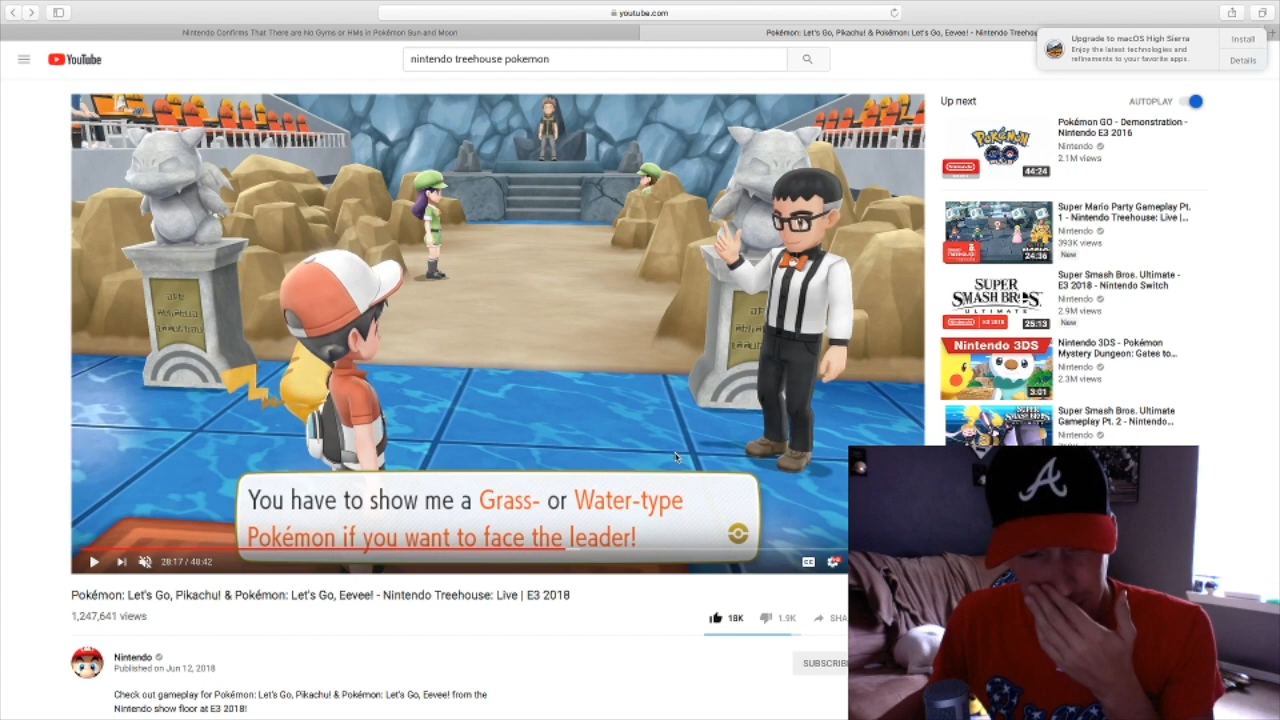 youtube.com
Nintendo Confirms That There are No Gyms or HMs in Pokémon Sun and Moon
Pokémon: Let's Go, Pikachu! & Pokémon: Let's Go, Eevee! - Nintendo Treehou
Upgrade to macOS High Sierra
Enjoy the latest technologies and
refinements to your favorite apps.
Install
Details
YouTube
nintendo treehouse pokemon
Up next
AUTOPLAY
Pokémon GO - Demonstration -
Nintendo E3 2016
Nintendo
2.1M views
POKÉMON
GO
Nintendo
44:24
Super Mario Party Gameplay Pt.
1 - Nintendo Treehouse: Live |...
Nintendo
393K views
New
24:36
Super Smash Bros. Ultimate -
E3 2018 - Nintendo Switch
Nintendo
2.9M views
New
SUPER
SMASH BROS.
ULTIMATE
Nintendo
25:13
Nintendo 3DS - Pokémon
Mystery Dungeon: Gates to...
Nintendo
2.3M views
Nintendo 3DS
3:01
Super Smash Bros. Ultimate
Gameplay Pt. 2 - Nintendo...
Nintendo
You have to show me a Grass- or Water-type
Pokémon if you want to face the leader!
28:17 / 48:42
CC
Pokémon: Let's Go, Pikachu! & Pokémon: Let's Go, Eevee! - Nintendo Treehouse: Live | E3 2018
1,247,641 views
18K
1.9K
SHA
Nintendo
Published on Jun 12, 2018
SUBSCRIB
Check out gameplay for Pokémon: Let's Go, Pikachu! & Pokémon: Let's Go, Eevee! from the
Nintendo show floor at E3 2018!
A